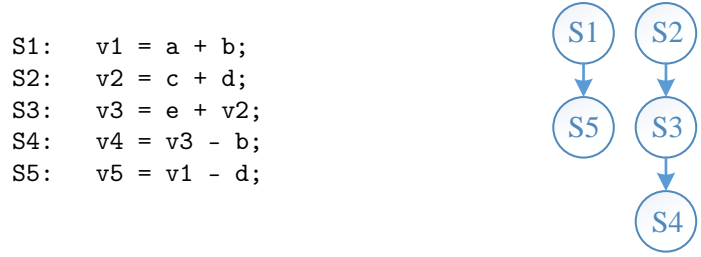 S1: v1 = a + b;
S2: v2 = c + d;
S3: v3 = e + v2;
S4: v4 = v3 - b;
S5: v5 = v1 - d;
S1 S2
S5 S3
S4